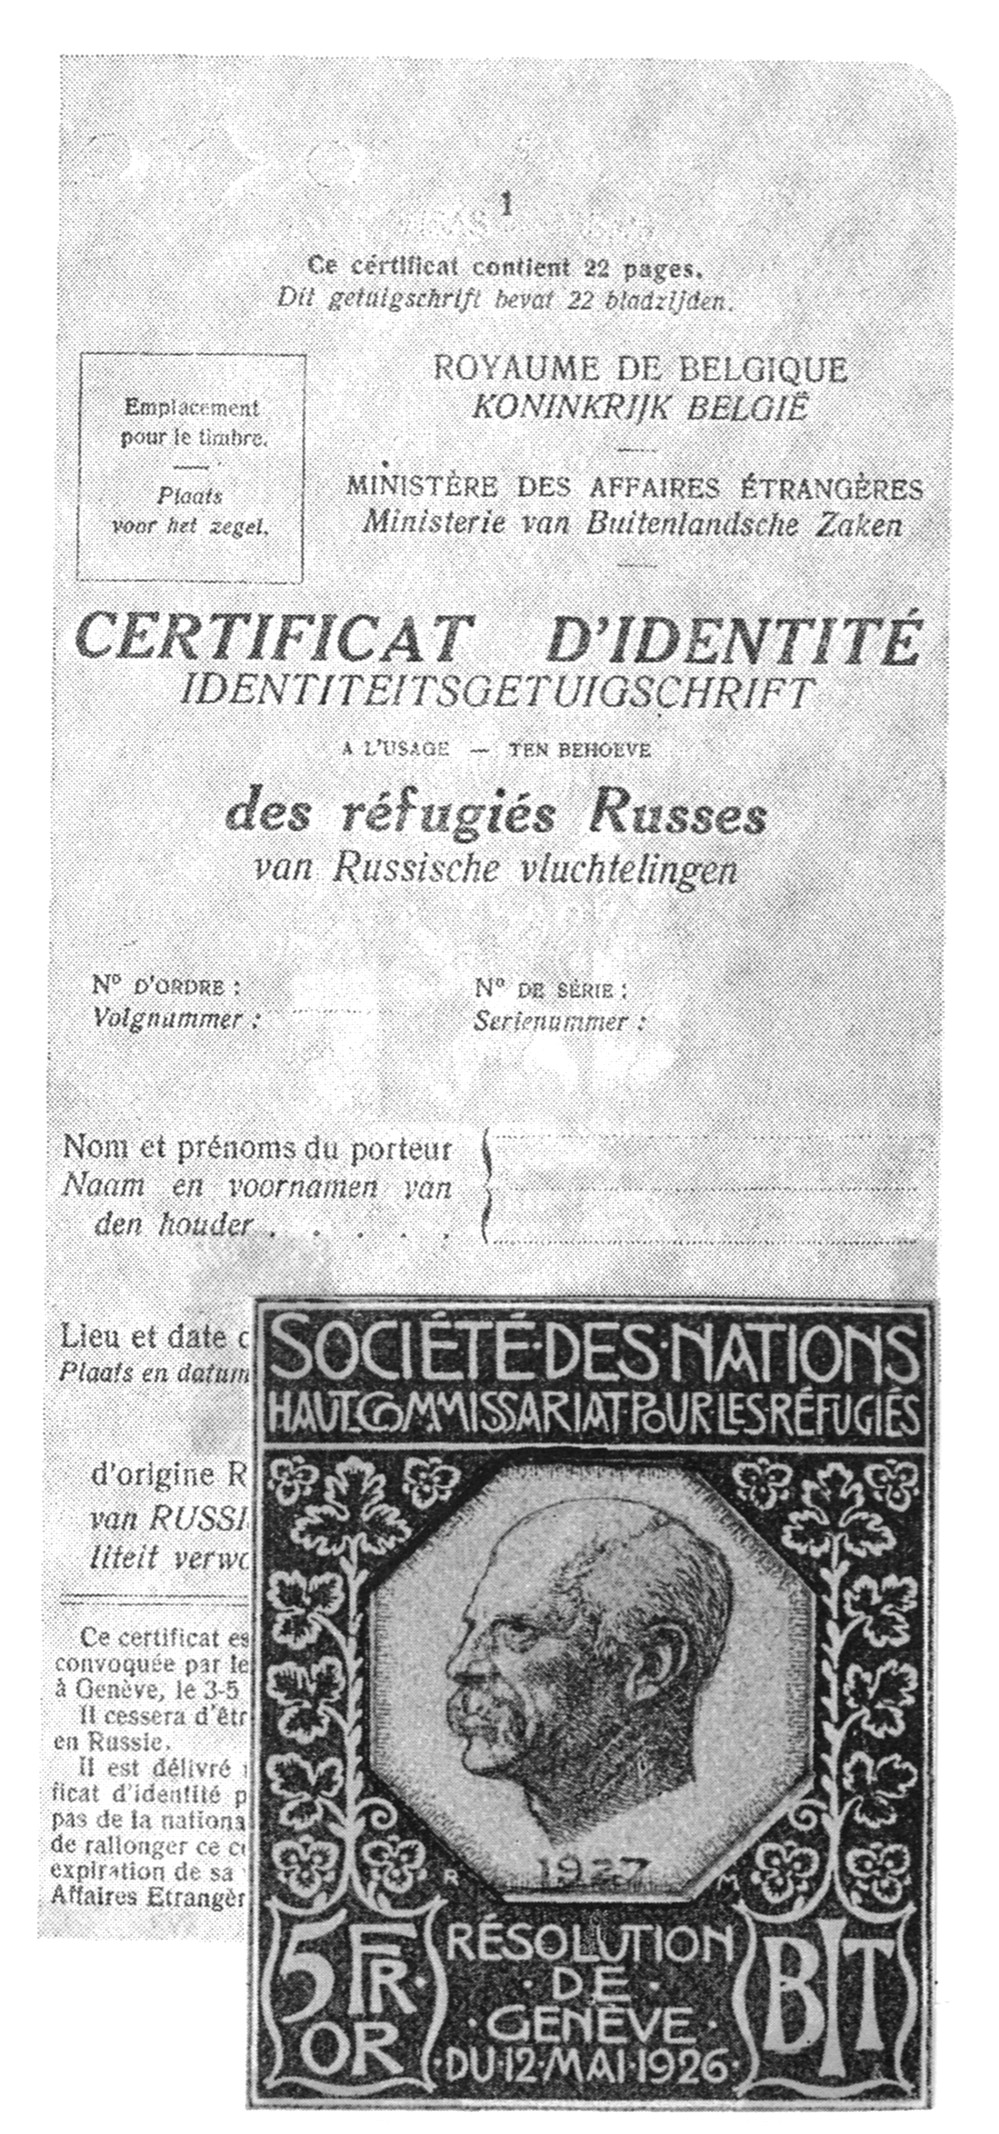 1
Ce cértificat contient 22 pages.
Dit getuigschrift bevat 22 bladzijden.
Emplacement
pour le timbre.
Plaats
voor het zegel.
ROYAUME DE BELGIQUE
KONINKRIJK BELGIË
MINISTÈRE DES AFFAIRES ÉTRANGÈRES
Ministerie van Buitenlandsche Zaken
CERTIFICAT D'IDENTITÉ
IDENTITEITSGETUIGSCHRIFT
A L'USAGE — TEN BEHOEVE
des réfugiés Russes
van Russische vluchtelingen
Nº D'ORDRE :
Volgnummer :
Nº DE SÉRIE :
Serienummer :
Nom et prénoms du porteur
Naam en voornamen van
den houder . . . . .
Lieu et date d
Plaats en datum
d'origine R
van RUSSI
liteit verwo
Ce certificat es
convoquée par le
à Genève, le 3-5
Il cessera d'êtr
en Russie.
Il est délivré
ficat d'identité p
pas de la nationa
de rallonger ce c
expiration de sa
Affaires Etrangèr
SOCIÉTÉ·DES·NATIONS
HAUT COMMISSARIAT·POUR·LES·RÉFUGIÉS
1927
R M
5 FR.
OR
RÉSOLUTION
· DE ·
· GENÈVE ·
·DU·12·MAI·1926·
BIT